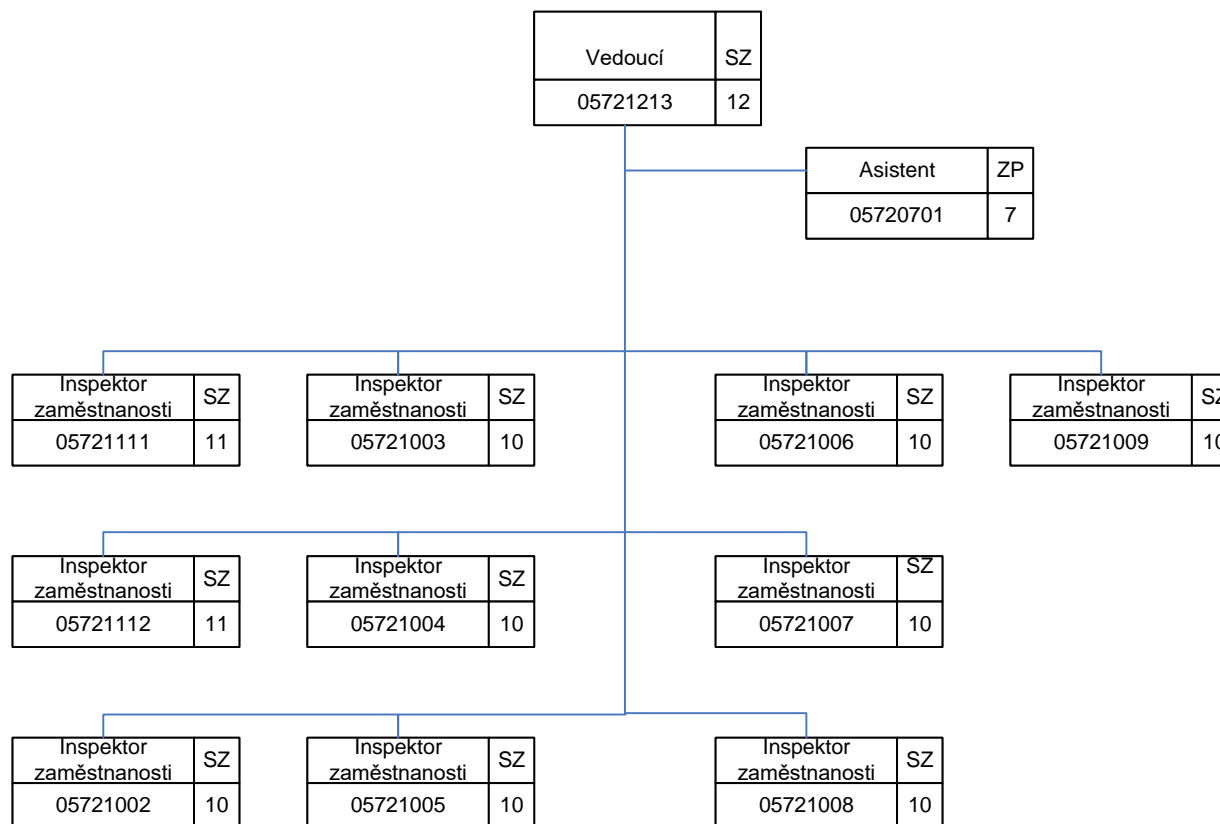 Vedoucí SZ
05721213 12
Asistent ZP
05720701 7
Inspektor
zaměstnanosti SZ
05721111 11
Inspektor
zaměstnanosti SZ
05721003 10
Inspektor
zaměstnanosti SZ
05721006 10
Inspektor
zaměstnanosti SZ
05721009 10
Inspektor
zaměstnanosti SZ
05721112 11
Inspektor
zaměstnanosti SZ
05721004 10
Inspektor SZ
zaměstnanosti
05721007 10
Inspektor
zaměstnanosti SZ
05721002 10
Inspektor
zaměstnanosti SZ
05721005 10
Inspektor
zaměstnanosti SZ
05721008 10